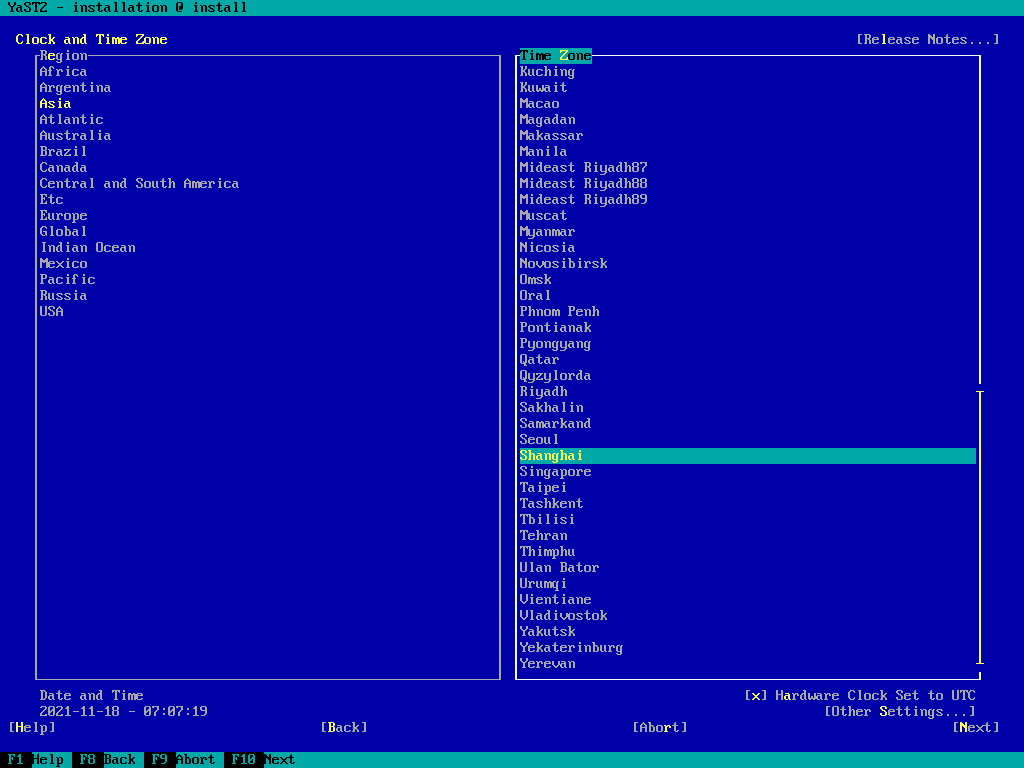 YaST2 - installation @ install
Clock and Time Zone
[Release Notes...]
Region
Africa
Argentina
Asia
Atlantic
Australia
Brazil
Canada
Central and South America
Etc
Europe
Global
Indian Ocean
Mexico
Pacific
Russia
USA
Time Zone
Kuching
Kuwait
Macao
Magadan
Makassar
Manila
Mideast Riyadh87
Mideast Riyadh88
Mideast Riyadh89
Muscat
Myanmar
Nicosia
Novosibirsk
Omsk
Oral
Phnom Penh
Pontianak
Pyongyang
Qatar
Qyzylorda
Riyadh
Sakhalin
Samarkand
Seoul
Shanghai
Singapore
Taipei
Tashkent
Tbilisi
Tehran
Thimphu
Ulan Bator
Urumqi
Vientiane
Vladivostok
Yakutsk
Yekaterinburg
Yerevan
Date and Time
2021-11-18 - 07:07:19
[x] Hardware Clock Set to UTC
[Other Settings...]
[Help] [Back] [Abort] [Next]
F1 Help F8 Back F9 Abort F10 Next